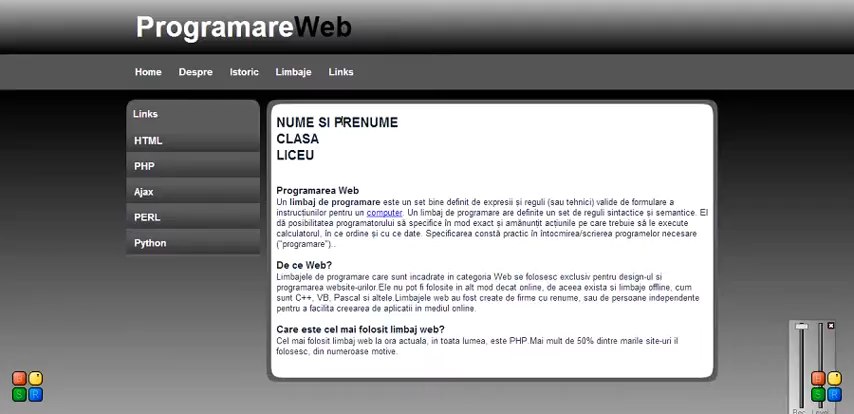 ProgramareWeb
Home Despre Istoric Limbaje Links
Links
HTML
PHP
Ajax
PERL
Python
NUME SI PRENUME
CLASA
LICEU
Programarea Web
Un limbaj de programare este un set bine definit de expresii și reguli (sau tehnici) valide de formulare a
instrucțiunilor pentru un computer. Un limbaj de programare are definite un set de reguli sintactice și semantice. El
dă posibilitatea programatorului să specifice în mod exact și amănunțit acțiunile pe care trebuie să le execute
calculatorul, în ce ordine și cu ce date. Specificarea constă practic în întocmirea/scrierea programelor necesare
("programare")..
De ce Web?
Limbajele de programare care sunt incadrate in categoria Web se folosesc exclusiv pentru design-ul si
programarea website-urilor.Ele nu pot fi folosite in alt mod decat online, de aceea exista si limbaje offline, cum
sunt C++, VB, Pascal si altele.Limbajele web au fost create de firme cu renume, sau de persoane independente
pentru a facilita creearea de aplicatii in mediul online.
Care este cel mai folosit limbaj web?
Cel mai folosit limbaj web la ora actuala, in toata lumea, este PHP.Mai mult de 50% dintre marile site-uri il
folosesc, din numeroase motive.
S R
S R
Rec Level